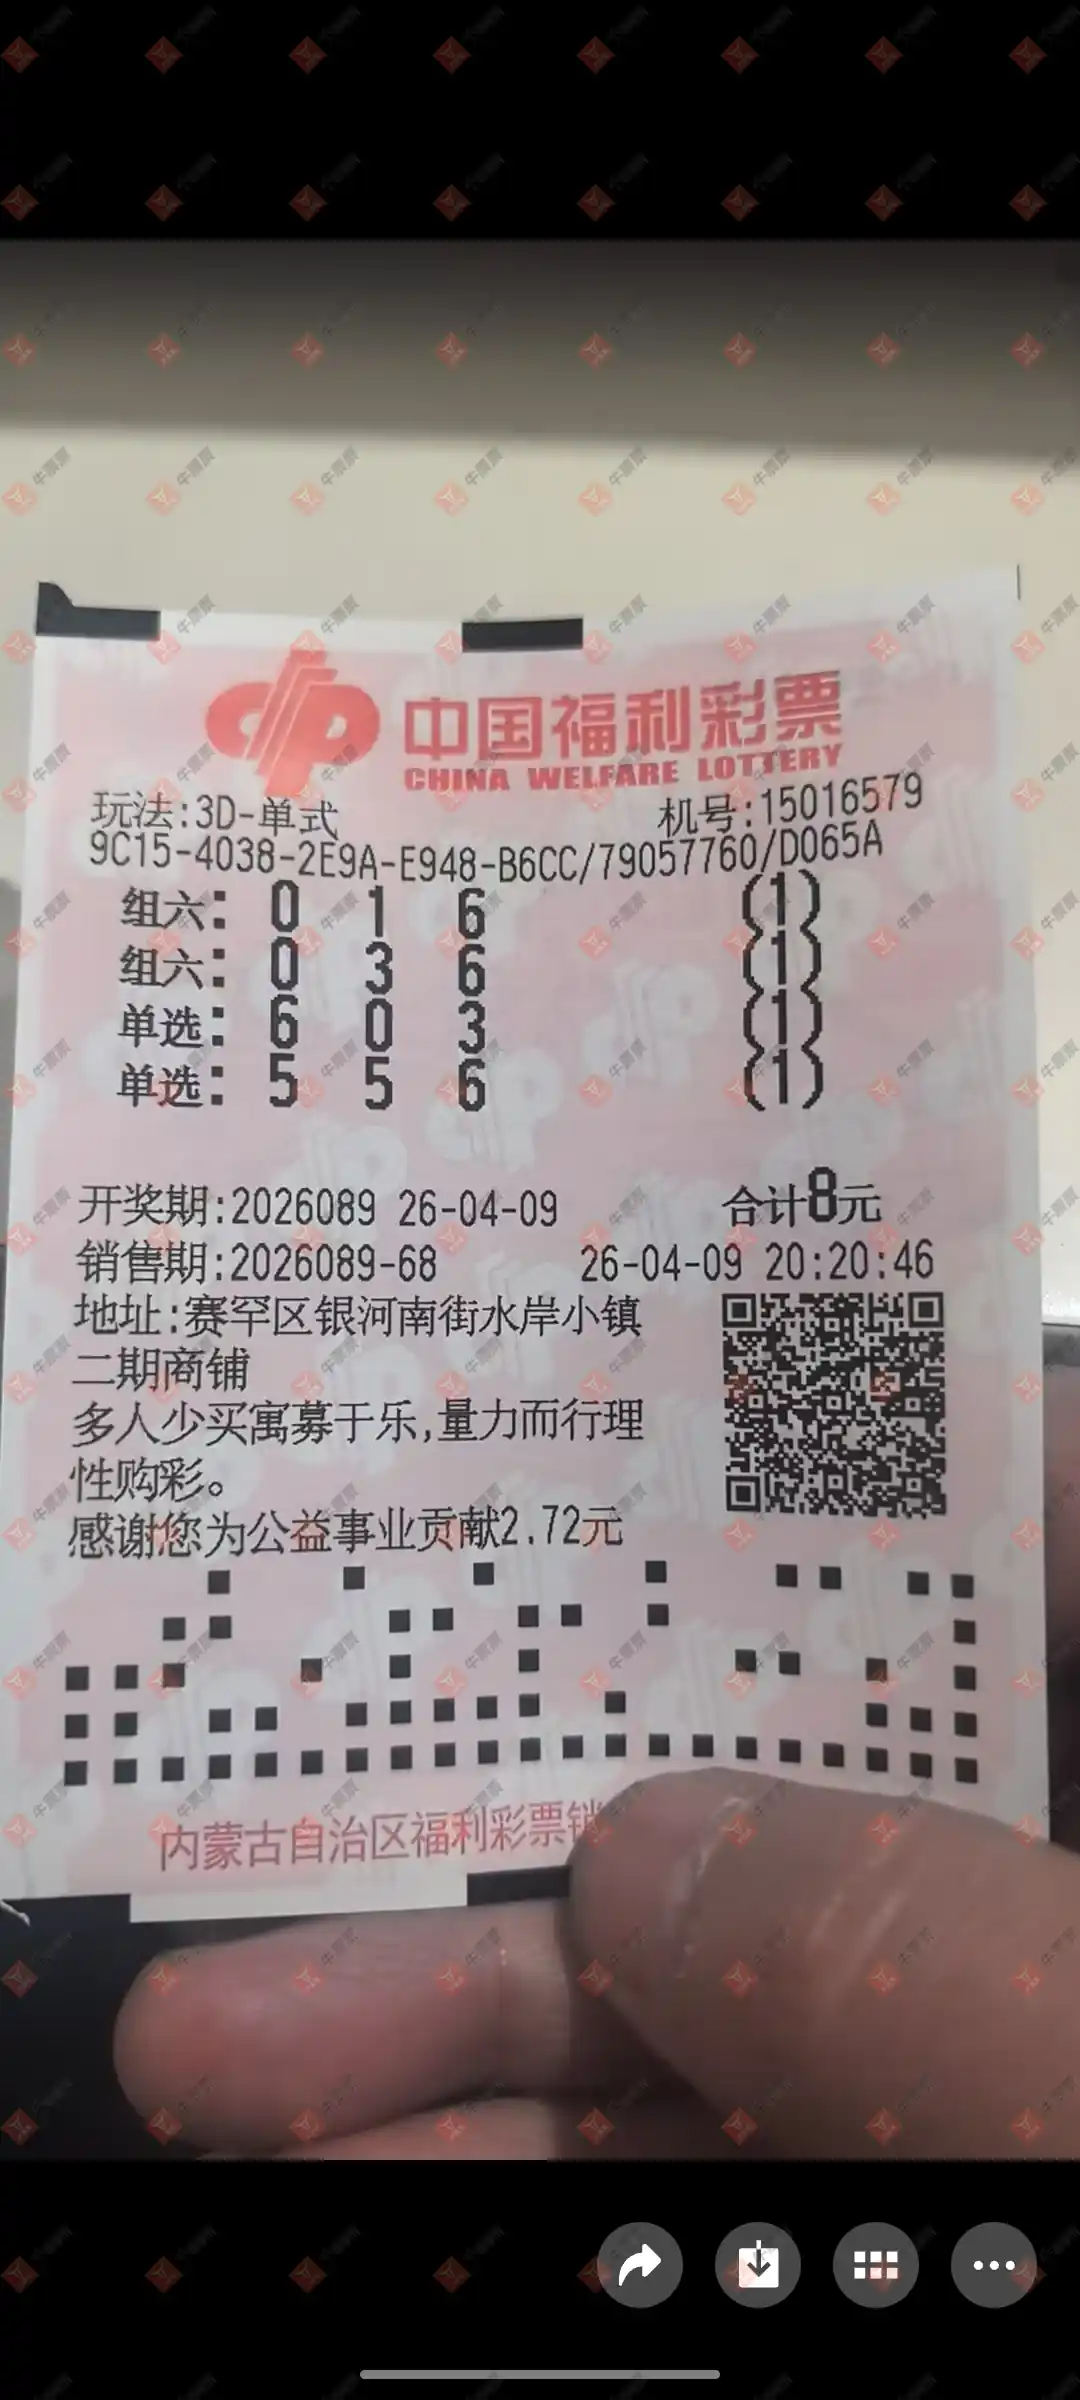 中国福利彩票
CHINA WELFARE LOTTERY
玩法:3D-单式 机号:15016579
9C15-4038-2E9A-E948-B6CC/79057760/D065A
组六: 0 1 6 (1)
组六: 0 3 6 (1)
单选: 6 0 3 (1)
单选: 5 5 6 (1)
开奖期:2026089 26-04-09 合计8元
销售期:2026089-68 26-04-09 20:20:46
地址:赛罕区银河南街水岸小镇
二期商铺
多人少买寓募于乐,量力而行理
性购彩。
感谢您为公益事业贡献2.72元
内蒙古自治区福利彩票销
牛票票